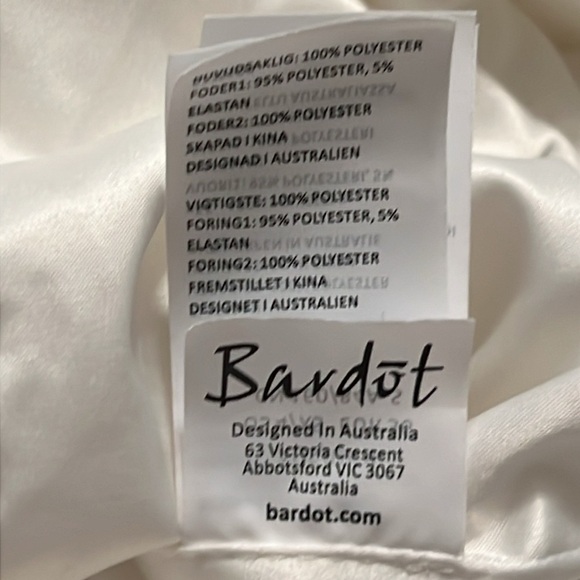 HUVUDSAKLIG: 100% POLYESTER
FODER1: 95% POLYESTER, 5%
ELASTAN
FODER2: 100% POLYESTER
SKAPAD I KINA
DESIGNAD I AUSTRALIEN
VIGTIGSTE: 100% POLYESTER
FORING1: 95% POLYESTER, 5%
ELASTAN
FORING2: 100% POLYESTER
FREMSTILLET I KINA
DESIGNET I AUSTRALIEN
Bardōt
Designed In Australia
63 Victoria Crescent
Abbotsford VIC 3067
Australia
bardot.com